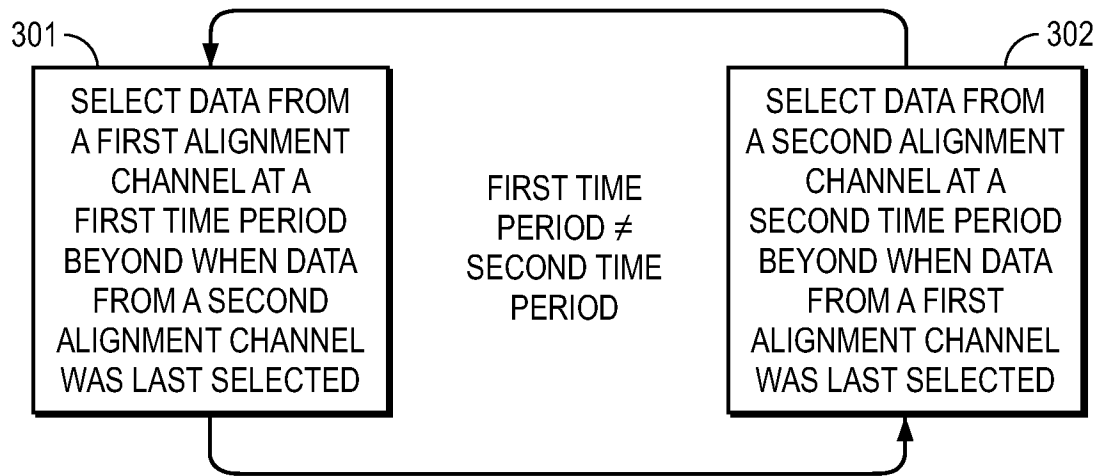 301
SELECT DATA FROM
A FIRST ALIGNMENT
CHANNEL AT A
FIRST TIME PERIOD
BEYOND WHEN DATA
FROM A SECOND
ALIGNMENT CHANNEL
WAS LAST SELECTED
FIRST TIME
PERIOD ≠
SECOND TIME
PERIOD
302
SELECT DATA FROM
A SECOND ALIGNMENT
CHANNEL AT A
SECOND TIME PERIOD
BEYOND WHEN DATA
FROM A FIRST
ALIGNMENT CHANNEL
WAS LAST SELECTED